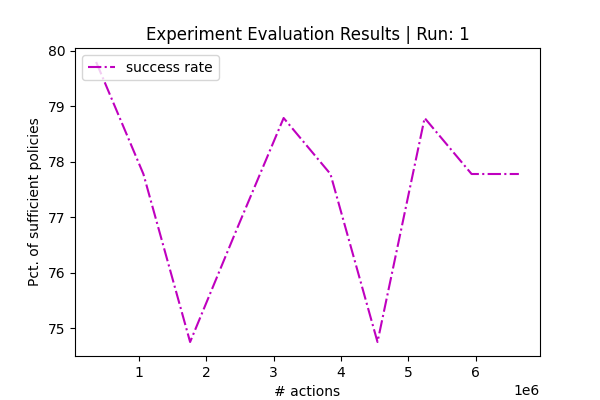 Experiment Evaluation Results | Run: 1
success rate
Pct. of sufficient policies
80
79
78
77
76
75
1 2 3 4 5 6
1e6
# actions